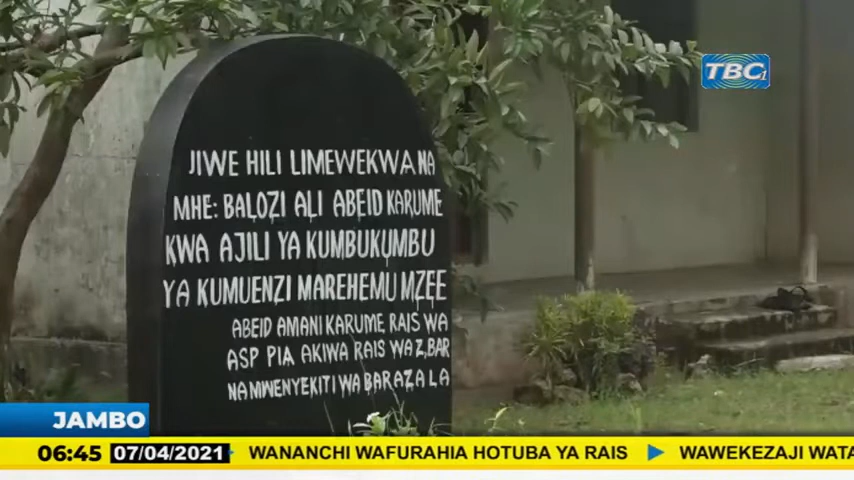 TBC1
JIWE HILI LIMEWEKWA NA
MHE: BALOZI ALI ABEID KARUME
KWA AJILI YA KUMBUKUMBU
YA KUMUENZI MAREHEMU MZEE
ABEID AMANI KARUME RAIS WA
ASP PIA AKIWA RAIS WA Z,BAR
NA MWENYEKITI WA BARAZA LA
JAMBO
06:45 07/04/2021 WANANCHI WAFURAHIA HOTUBA YA RAIS WAWEKEZAJI WATA